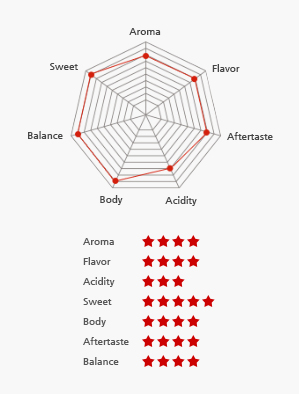 Aroma
Sweet
Flavor
Balance
Aftertaste
Body
Acidity
Aroma
Flavor
Acidity
Sweet
Body
Aftertaste
Balance